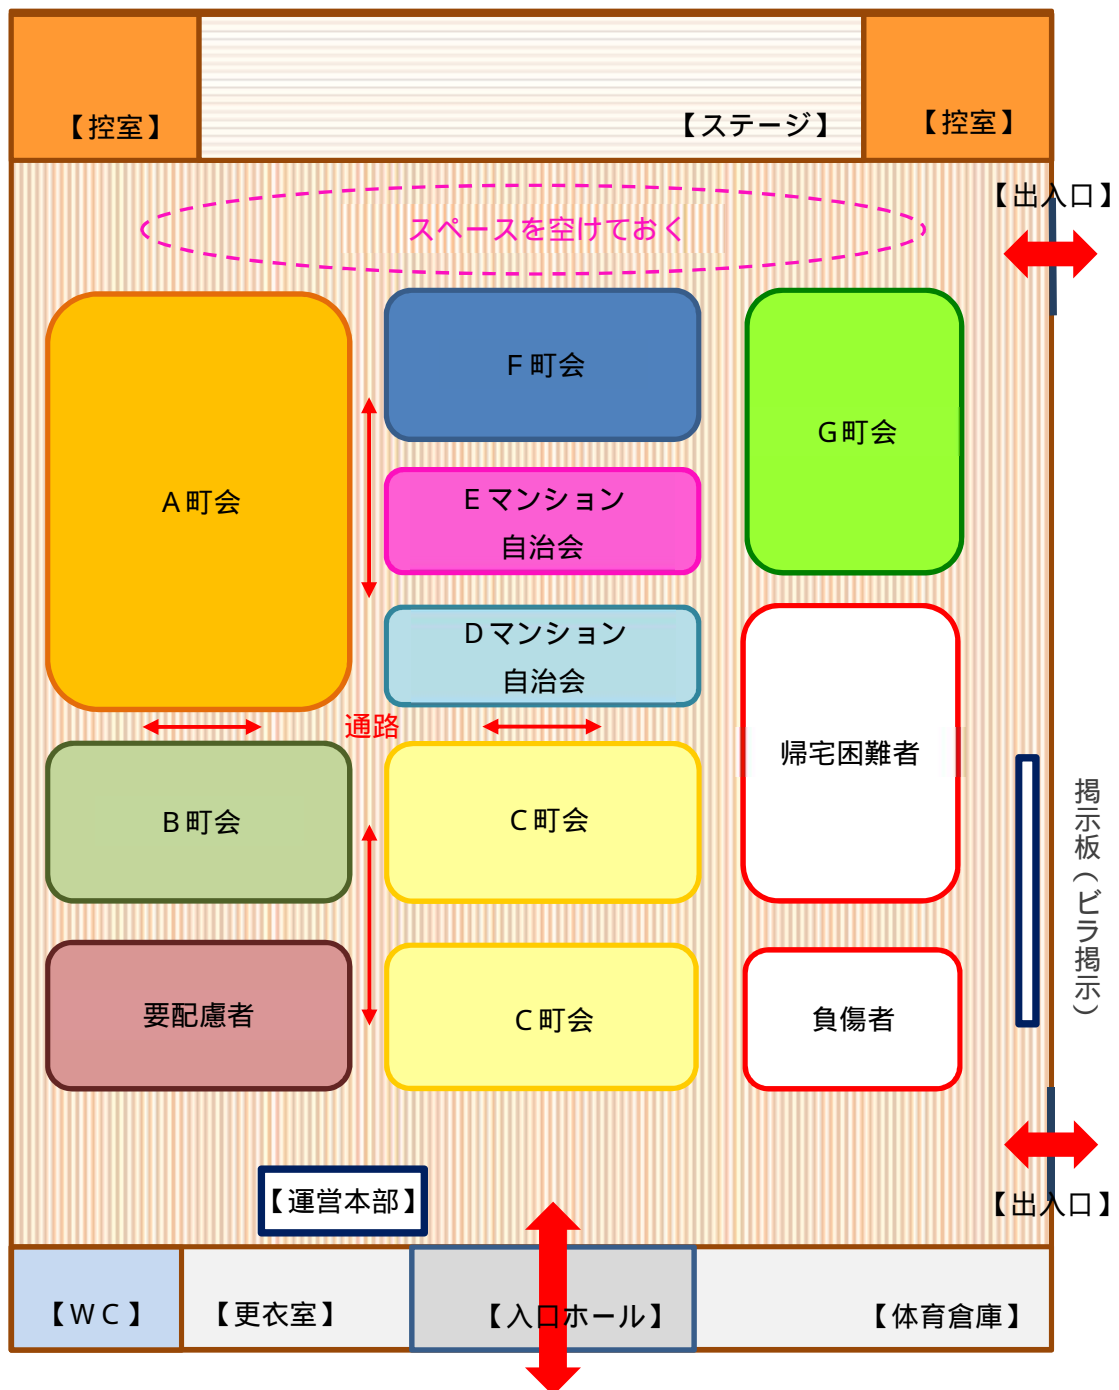 【控室】
【ステージ】
【控室】
【出入口】
スペースを空けておく
F町会
G町会
A町会
Eマンション
自治会
Dマンション
自治会
通路
帰宅困難者
B町会
C町会
掲示板（ビラ掲示）
要配慮者
C町会
負傷者
【運営本部】
【出入口】
【WC】
【更衣室】
【入口ホール】
【体育倉庫】